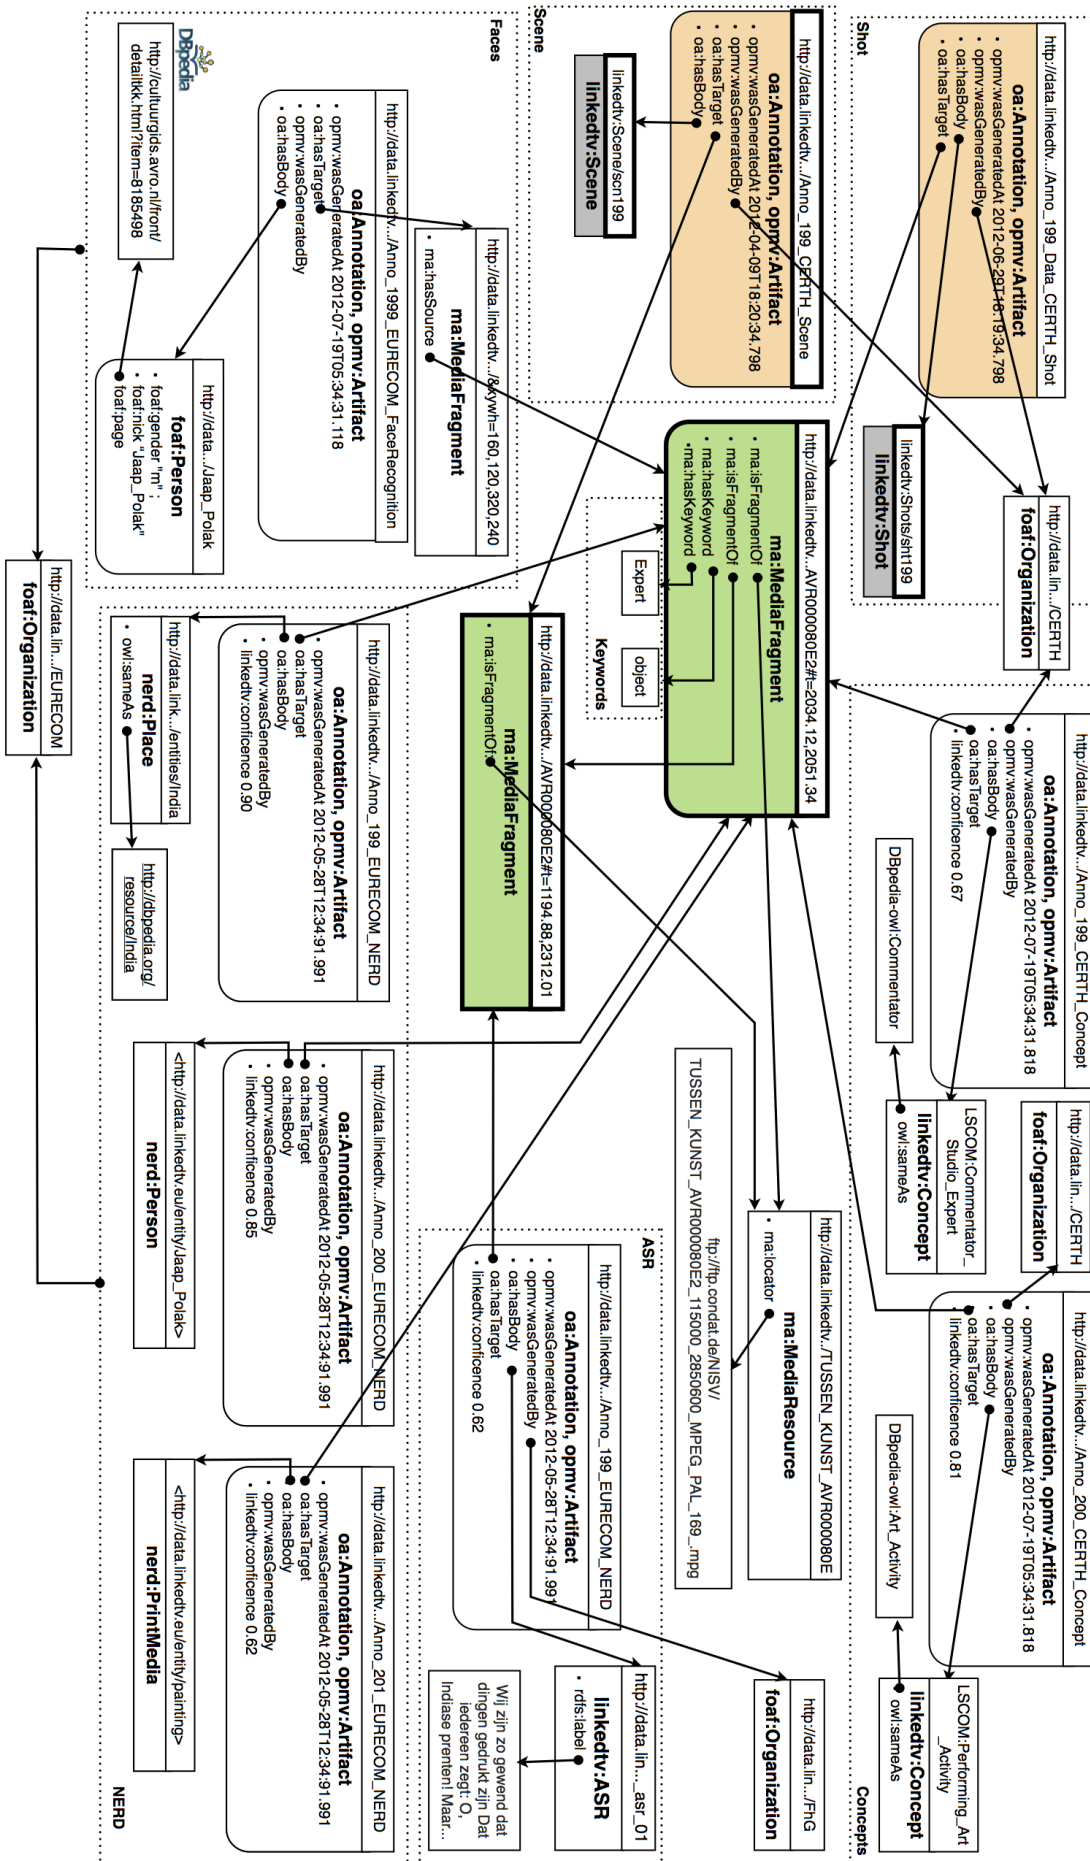 Shot
http://data.linkedtv.../Anno_199_Data_CERTH_Shot
oa:Annotation, opmv:Artifact
• opmv:wasGeneratedAt 2012-06-29T18:19:34.798
• opmv:wasGeneratedBy
• oa:hasBody
• oa:hasTarget
linkedtv:Shots/sht199
linkedtv:Shot
http://data.lin.../CERTH
foaf:Organization
http://data.linkedtv.../Anno_199_CERTH_Concept
oa:Annotation, opmv:Artifact
• opmv:wasGeneratedAt 2012-07-19T05:34:31.818
• opmv:wasGeneratedBy
• oa:hasBody
• oa:hasTarget
• linkedtv:conficence 0.67
DBpedia-owl:Commentator
http://data.lin.../CERTH
foaf:Organization
LSCOM:Commentator_
Studio_Expert
linkedtv:Concept
• owl:sameAs
http://data.linkedtv.../Anno_200_CERTH_Concept
oa:Annotation, opmv:Artifact
• opmv:wasGeneratedAt 2012-07-19T05:34:31.818
• opmv:wasGeneratedBy
• oa:hasBody
• oa:hasTarget
• linkedtv:conficence 0.81
DBpedia-owl:Art_Activity
LSCOM:Performing_Art
_Activity
linkedtv:Concept
• owl:sameAs
Concepts
Scene
http://data.linkedtv.../Anno_199_CERTH_Scene
oa:Annotation, opmv:Artifact
• opmv:wasGeneratedAt 2012-04-09T18:20:34.798
• opmv:wasGeneratedBy
• oa:hasTarget
• oa:hasBody
linkedtv:Scene/scn199
linkedtv:Scene
http://data.linkedtv...AVR000080E2#t=2034.12,2051.34
ma:MediaFragment
• ma:isFragmentOf
• ma:isFragmentOf
• ma:hasKeyword
•ma:hasKeyword
Expert
object
Keywords
http://data.linkedtv../TUSSEN_KUNST_AVR000080E
ma:MediaResource
• ma:locator
ftp://ftp.condat.de/NISV/
TUSSEN_KUNST_AVR000080E2_115000_2850600_MPEG_PAL_169_.mpg
http://data.lin.../FhG
foaf:Organization
http://data.linkedtv.../AVR000080E2#t=1194.88,2312.01
ma:MediaFragment
• ma:isFragmentOf
ASR
http://data.linkedtv.../Anno_199_EURECOM_NERD
oa:Annotation, opmv:Artifact
• opmv:wasGeneratedAt 2012-05-28T12:34:91.991
• opmv:wasGeneratedBy
• oa:hasBody
• oa:hasTarget
• linkedtv:conficence 0.62
http://data.lin..._asr_01
linkedtv:ASR
• rdfs:label
Wij zijn zo gewend dat
dingen gedrukt zijn Dat
iedereen zegt: O,
Indiase prenten! Maar...
Faces
http://data.linkedtv.../&xywh=160,120,320,240
ma:MediaFragment
• ma:hasSource
http://data.linkedtv.../Anno_1999_EURECOM_FaceRecognition
oa:Annotation, opmv:Artifact
• opmv:wasGeneratedAt 2012-07-19T05:34:31.118
• oa:hasTarget
• opmv:wasGeneratedBy
• oa:hasBody
DBpedia
http://cultuurgids.avro.nl/front/
detailtkk.html?item=8185498
http://data.../Jaap_Polak
foaf:Person
• foaf:gender "m" ;
• foaf:nick "Jaap_Polak"
foaf:page
http://data.linkedtv.../Anno_199_EURECOM_NERD
oa:Annotation, opmv:Artifact
• opmv:wasGeneratedAt 2012-05-28T12:34:91.991
• oa:hasTarget
• oa:hasBody
• opmv:wasGeneratedBy
• linkedtv:conficence 0.90
http://data.link.../entities/India
nerd:Place
• owl:sameAs
http://dbpedia.org/
resource/India
http://data.linkedtv.../Anno_200_EURECOM_NERD
oa:Annotation, opmv:Artifact
• opmv:wasGeneratedAt 2012-05-28T12:34:91.991
• oa:hasTarget
• oa:hasBody
• opmv:wasGeneratedBy
• linkedtv:conficence 0.85
<http://data.linkedtv.eu/entity/Jaap_Polak>
nerd:Person
http://data.linkedtv.../Anno_201_EURECOM_NERD
oa:Annotation, opmv:Artifact
• opmv:wasGeneratedAt 2012-05-28T12:34:91.991
• oa:hasTarget
• oa:hasBody
• opmv:wasGeneratedBy
• linkedtv:conficence 0.62
<http://data.linkedtv.eu/entity/painting>
nerd:PrintMedia
NERD
http://data.lin.../EURECOM
foaf:Organization